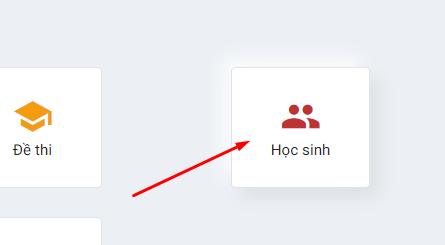 Đề thi
Học sinh